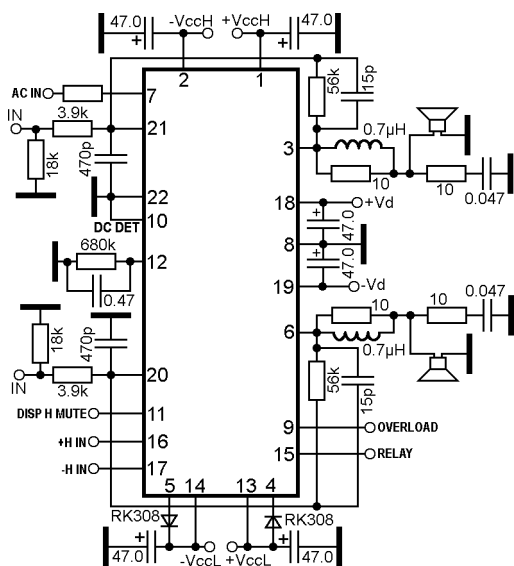 47.0 -VccH +VccH 47.0
+ +
2 1
AC IN 7
56k 15p
IN 3.9k 21
0.7µH
3
18k 470p
10 10 0.047
22 18 +Vd
+ 47.0
10
DC DET
8
680k
12
+ 47.0
0.47 19 -Vd
10 10 0.047
6
18k 470p
0.7µH
IN 3.9k 20
56k 15p
DISP H MUTE 11
9 OVERLOAD
+H IN 16
15 RELAY
-H IN 17
5 14 13 4
RK308 RK308
+ +
47.0 -VccL +VccL 47.0